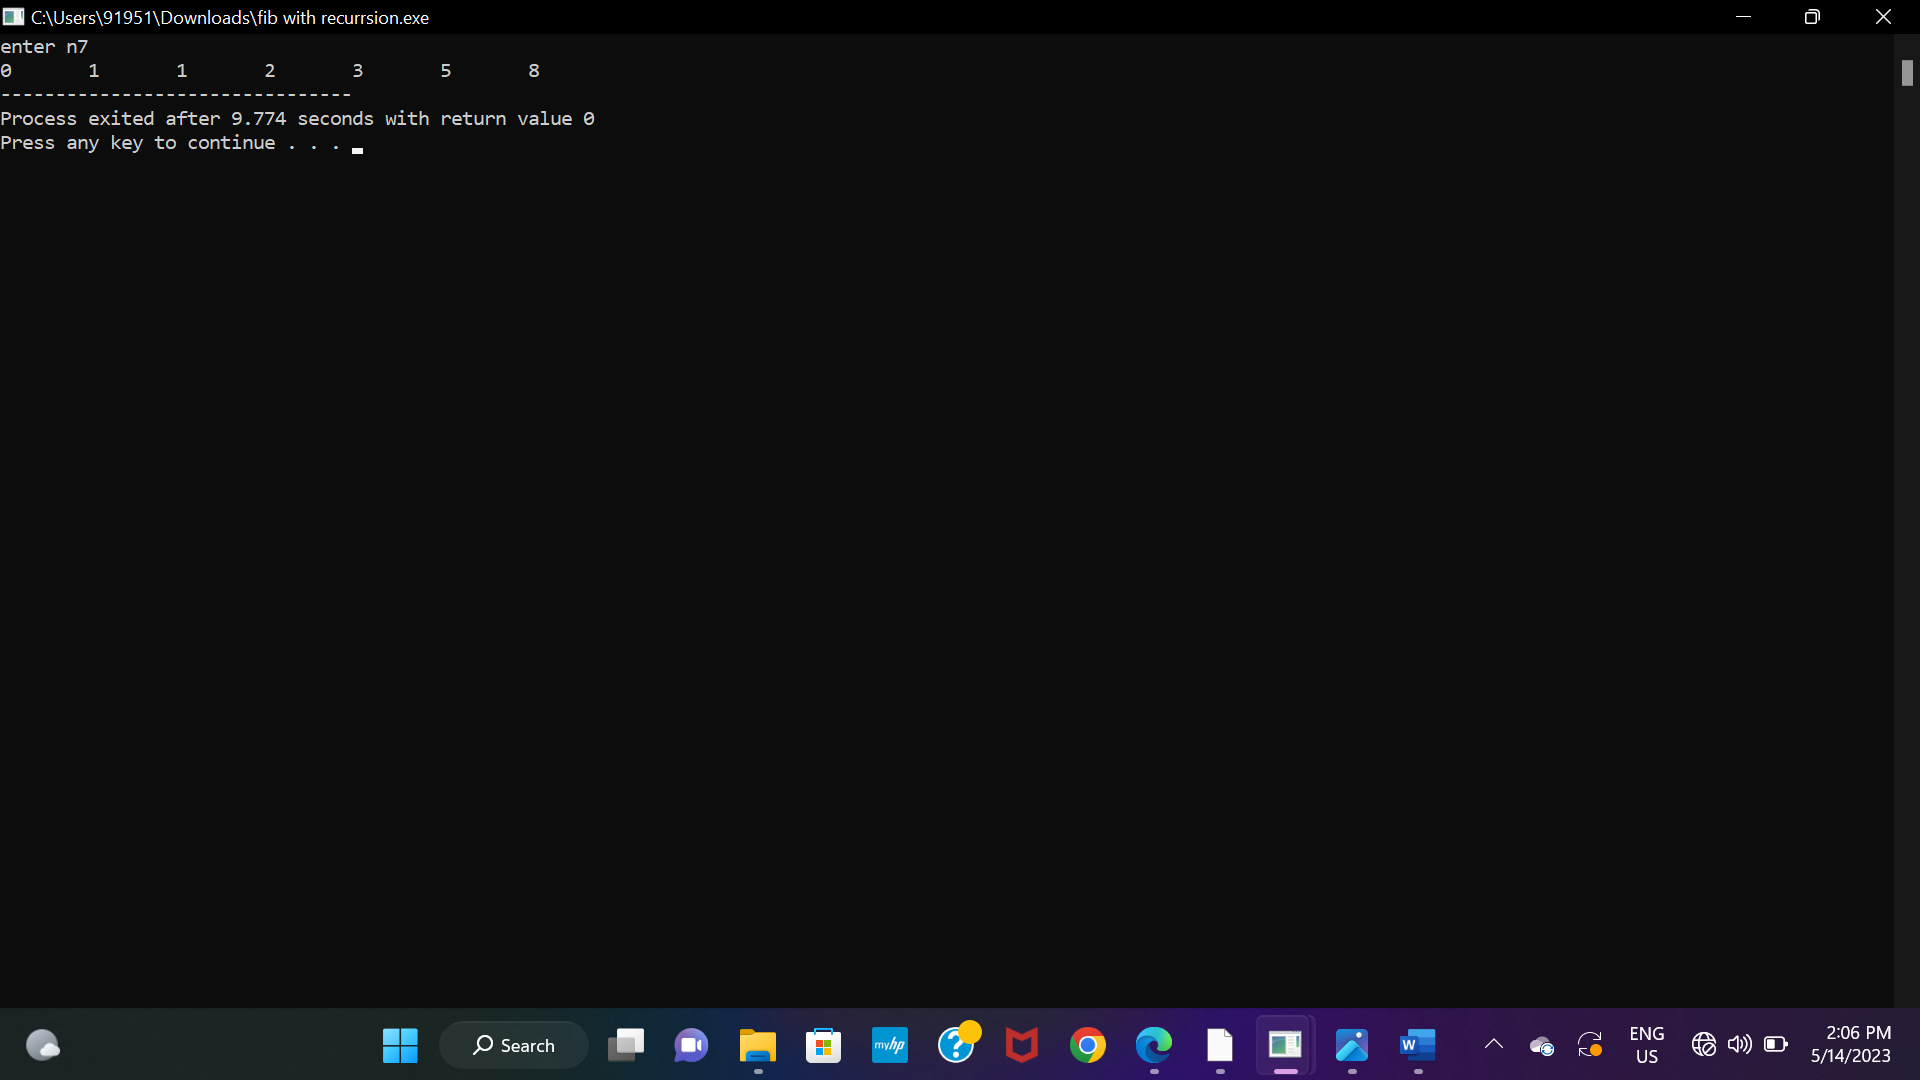 C:\Users\91951\Downloads\fib with recurrsion.exe
enter n7
0 1 1 2 3 5 8
--------------------------------
Process exited after 9.774 seconds with return value 0
Press any key to continue . . .
Search
myhp
W
ENG
US
2:06 PM
5/14/2023